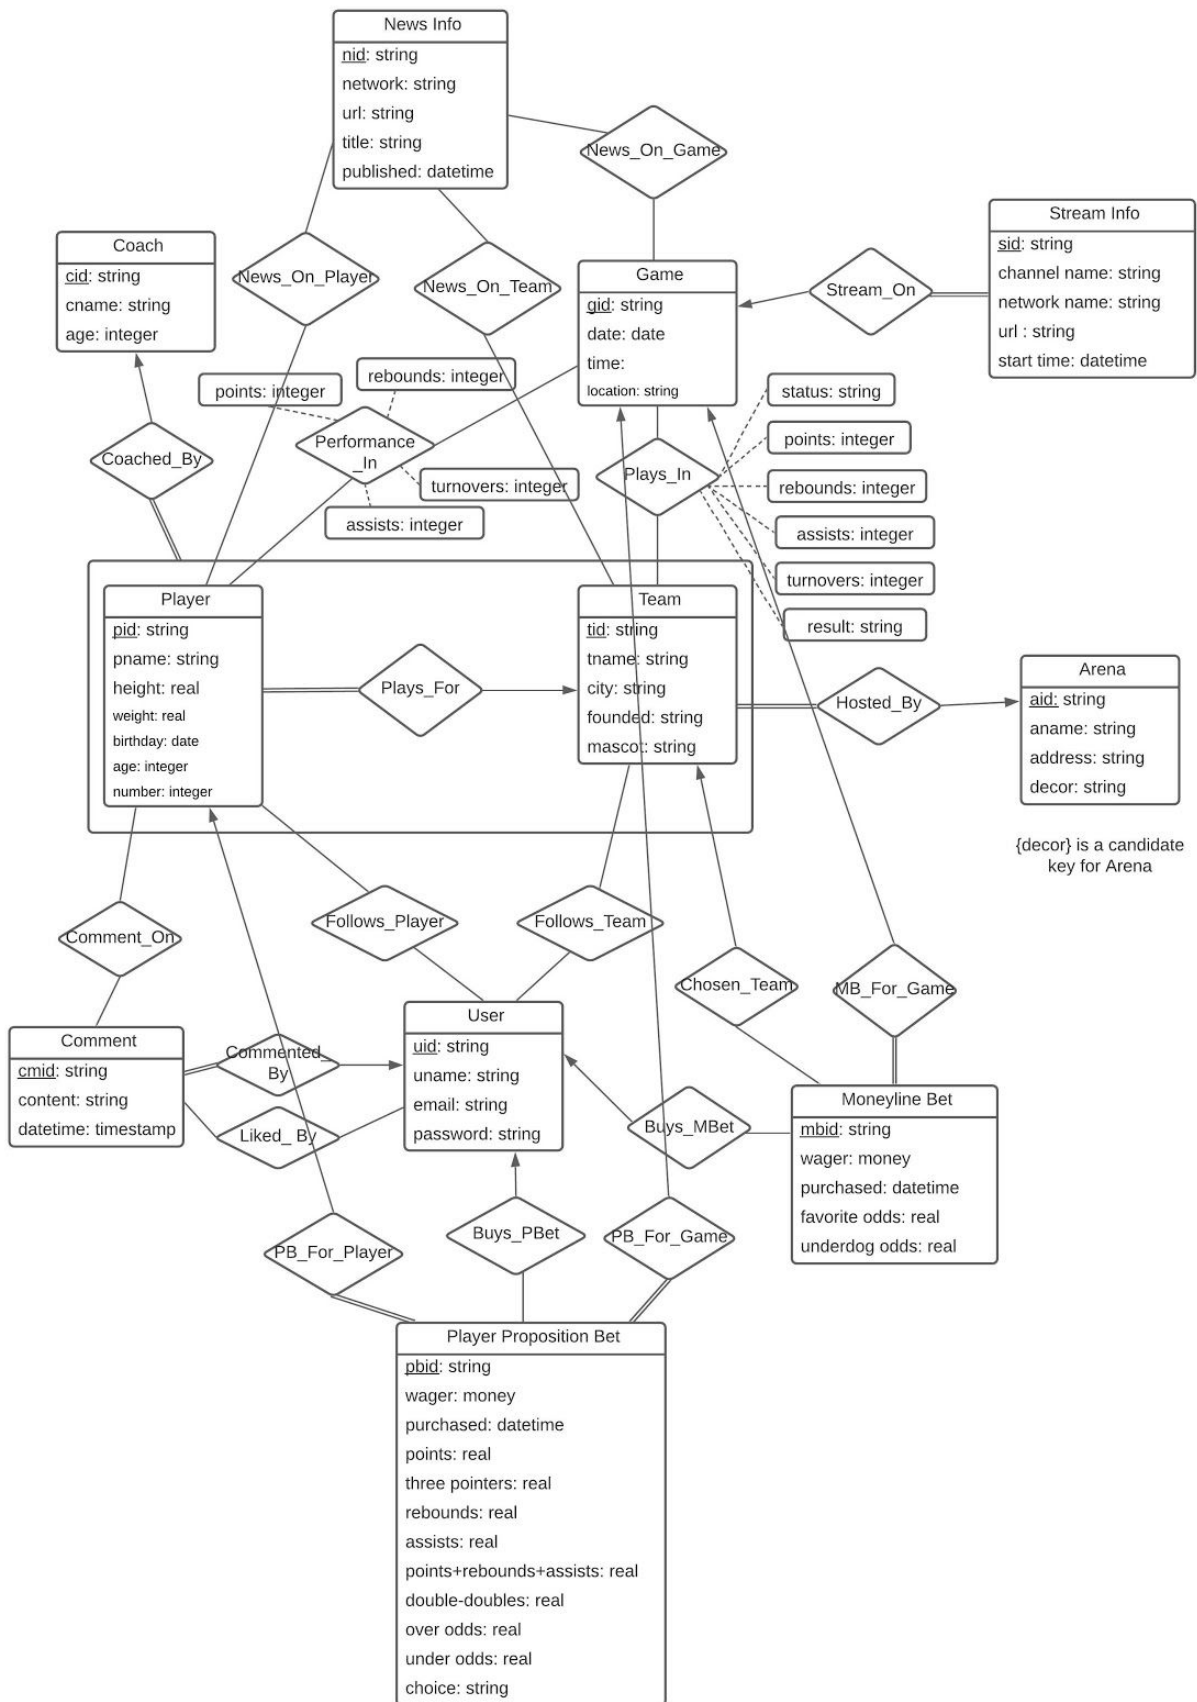 News Info
nid: string
network: string
url: string
title: string
published: datetime
News_On_Game
Stream Info
sid: string
channel name: string
network name: string
url : string
start time: datetime
Coach
cid: string
cname: string
age: integer
News_On_Player
News_On_Team
Game
gid: string
date: date
time:
location: string
Stream_On
points: integer
rebounds: integer
Performance
_In
turnovers: integer
assists: integer
Coached_By
Plays_In
status: string
points: integer
rebounds: integer
assists: integer
turnovers: integer
result: string
Player
pid: string
pname: string
height: real
weight: real
birthday: date
age: integer
number: integer
Plays_For
Team
tid: string
tname: string
city: string
founded: string
mascot: string
Hosted_By
Arena
aid: string
aname: string
address: string
decor: string
{decor} is a candidate
key for Arena
Comment_On
Follows_Player
Follows_Team
Chosen_Team
MB_For_Game
Comment
cmid: string
content: string
datetime: timestamp
Commented_
By
Liked_ By
User
uid: string
uname: string
email: string
password: string
Buys_MBet
Moneyline Bet
mbid: string
wager: money
purchased: datetime
favorite odds: real
underdog odds: real
PB_For_Player
Buys_PBet
PB_For_Game
Player Proposition Bet
pbid: string
wager: money
purchased: datetime
points: real
three pointers: real
rebounds: real
assists: real
points+rebounds+assists: real
double-doubles: real
over odds: real
under odds: real
choice: string